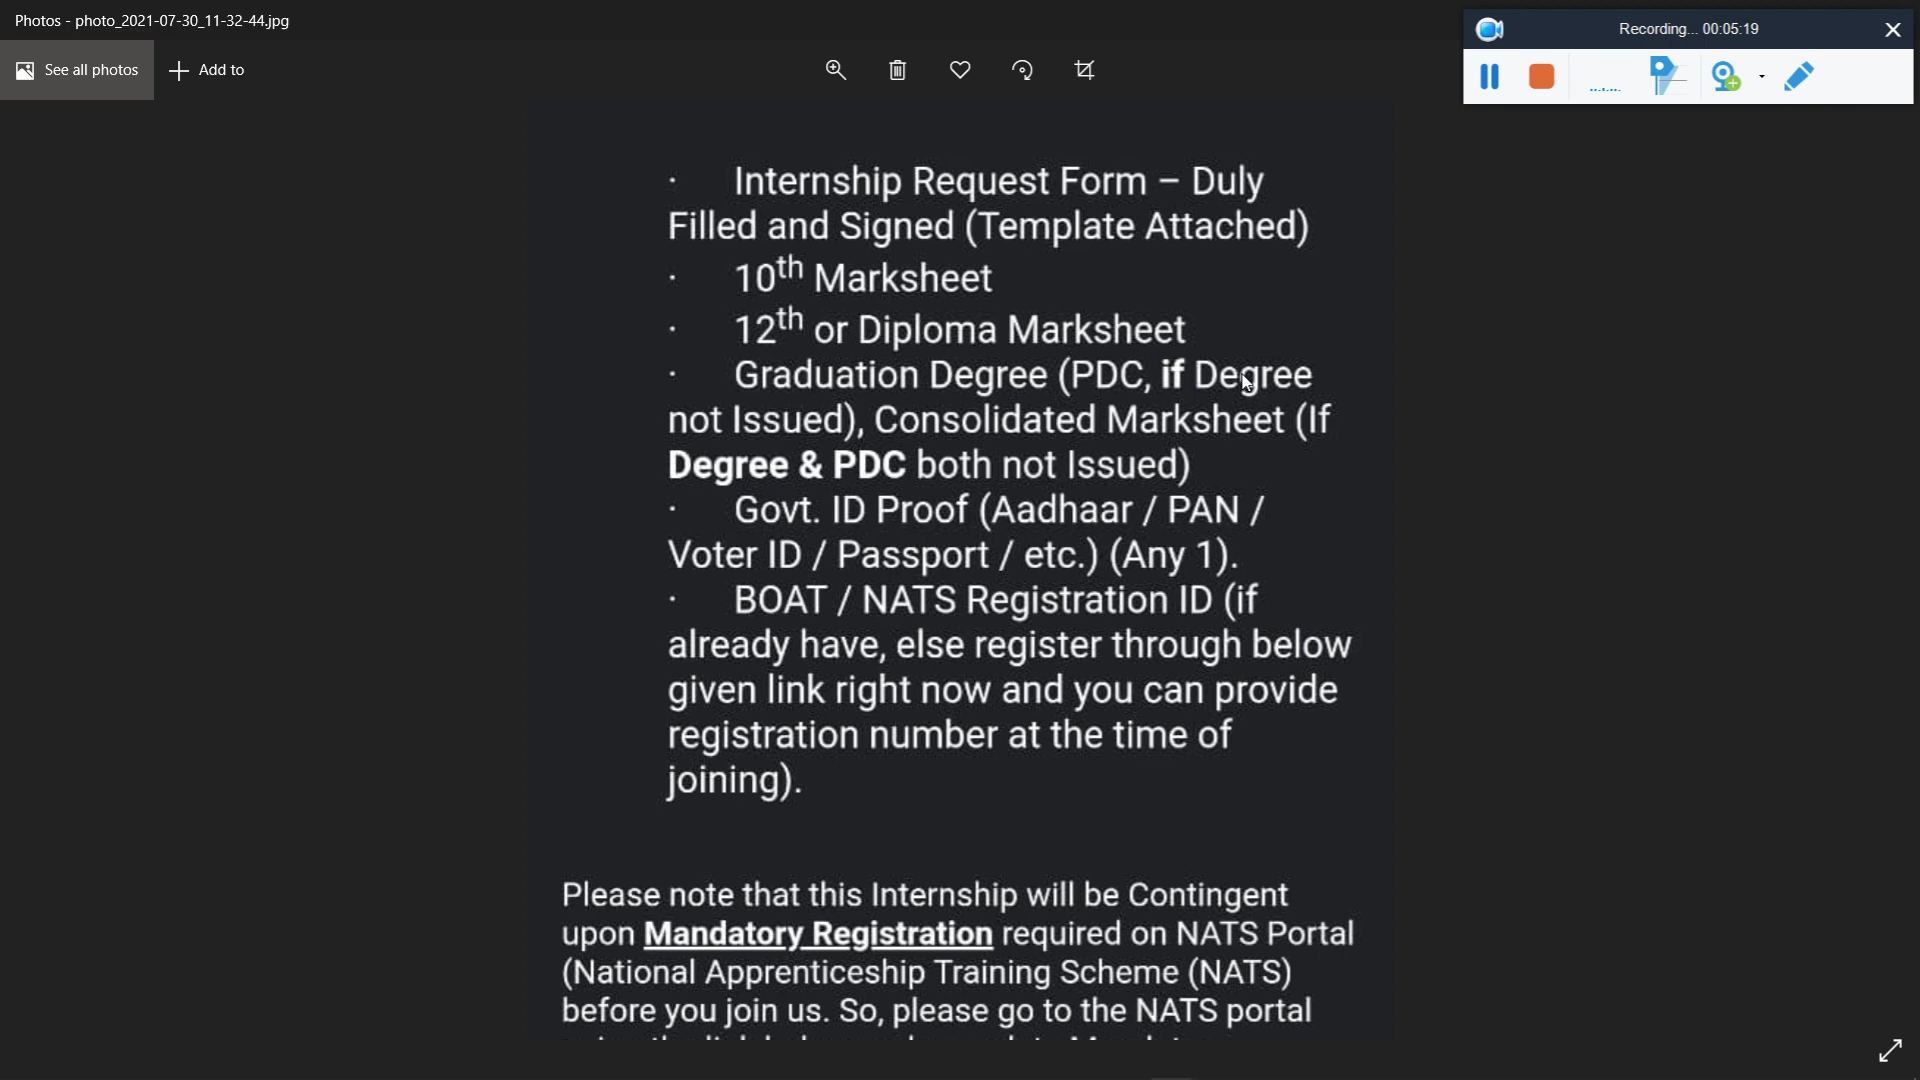 Photos - photo_2021-07-30_11-32-44.jpg
Recording... 00:05:19
See all photos
Add to
· Internship Request Form – Duly
Filled and Signed (Template Attached)
· 10th Marksheet
· 12th or Diploma Marksheet
· Graduation Degree (PDC, if Degree
not Issued), Consolidated Marksheet (If
Degree & PDC both not Issued)
· Govt. ID Proof (Aadhaar / PAN /
Voter ID / Passport / etc.) (Any 1).
· BOAT / NATS Registration ID (if
already have, else register through below
given link right now and you can provide
registration number at the time of
joining).
Please note that this Internship will be Contingent
upon Mandatory Registration required on NATS Portal
(National Apprenticeship Training Scheme (NATS)
before you join us. So, please go to the NATS portal